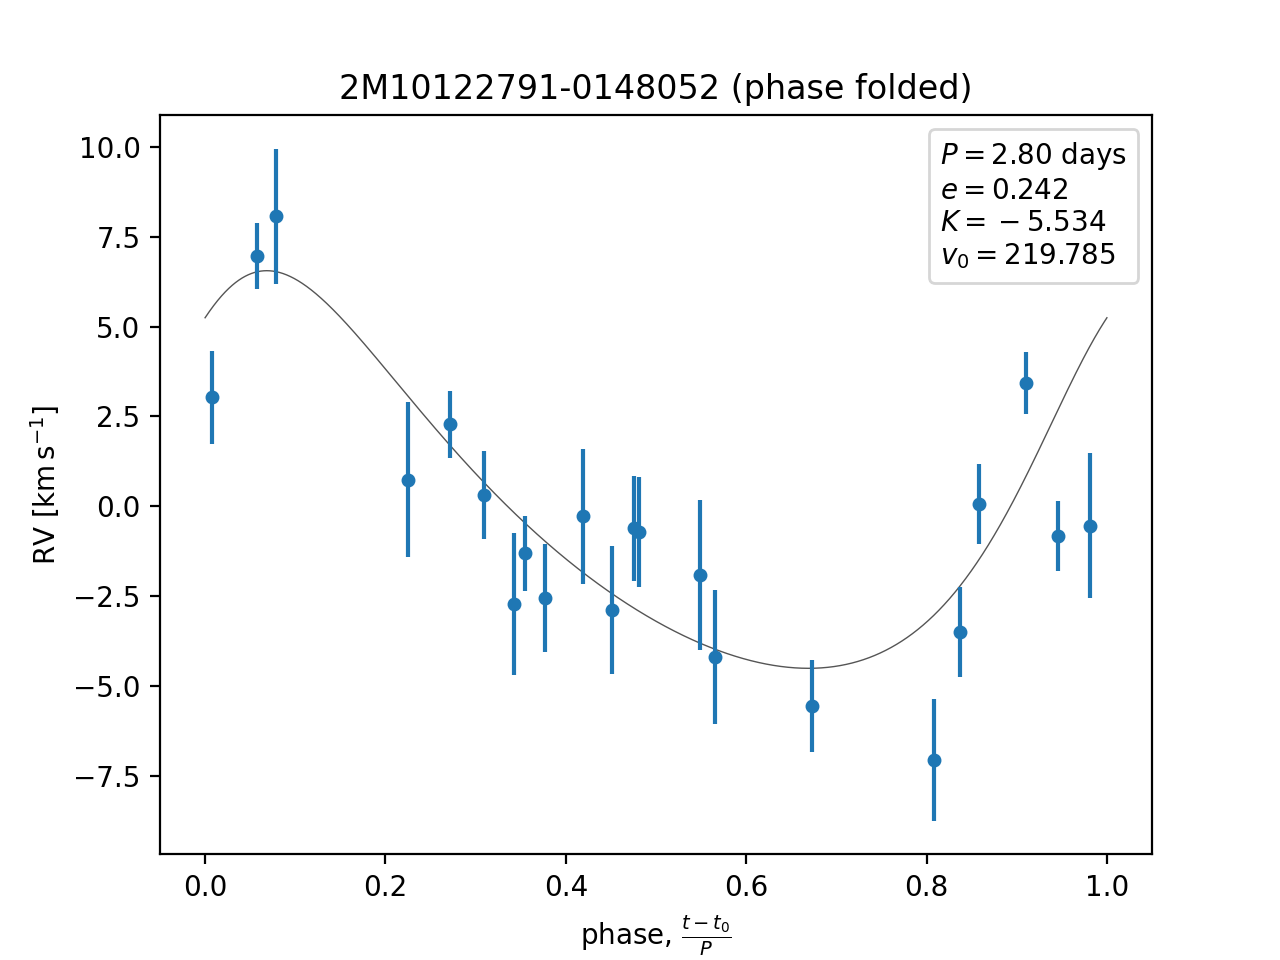 2M10122791-0148052 (phase folded)
P = 2.80 days
e = 0.242
K = −5.534
v₀ = 219.785
RV [km s⁻¹]
10.0
7.5
5.0
2.5
0.0
−2.5
−5.0
−7.5
0.0 0.2 0.4 0.6 0.8 1.0
phase, (t − t₀)/P